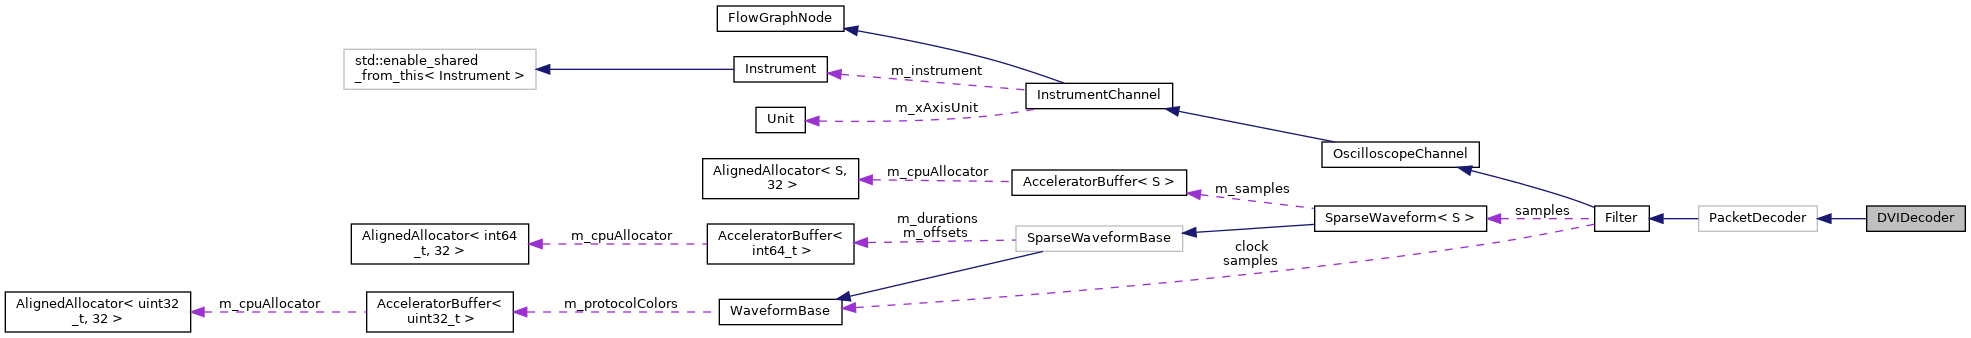 FlowGraphNode
std::enable_shared
_from_this< Instrument >
Instrument
m_instrument
InstrumentChannel
m_xAxisUnit
Unit
OscilloscopeChannel
AlignedAllocator< S,
32 >
m_cpuAllocator
AcceleratorBuffer< S >
m_samples
SparseWaveform< S >
samples
Filter
PacketDecoder
DVIDecoder
AlignedAllocator< int64
_t, 32 >
m_cpuAllocator
AcceleratorBuffer<
int64_t >
m_durations
m_offsets
SparseWaveformBase
clock
samples
AlignedAllocator< uint32
_t, 32 >
m_cpuAllocator
AcceleratorBuffer<
uint32_t >
m_protocolColors
WaveformBase